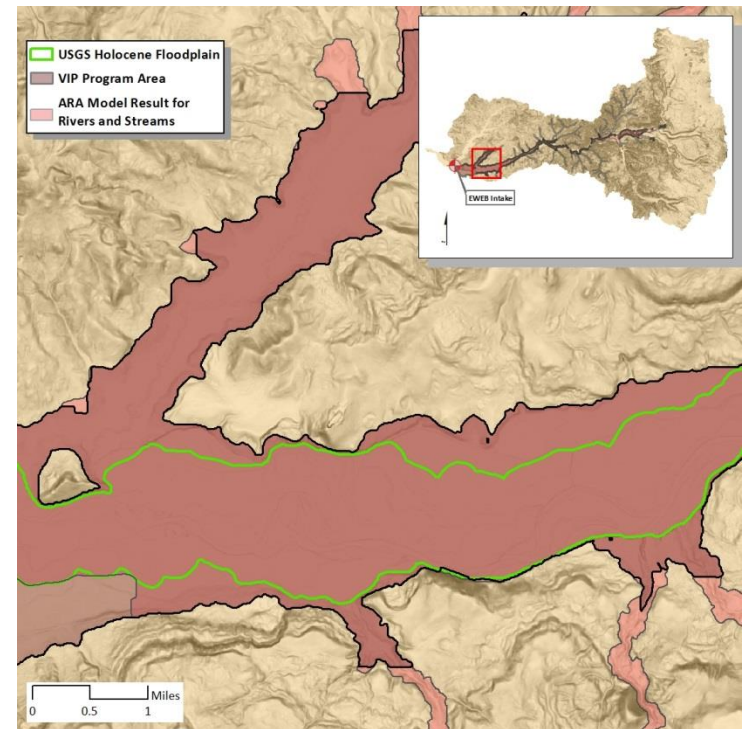 USGS Holocene Floodplain
VIP Program Area
ARA Model Result for
Rivers and Streams
EWEB Intake
Miles
0 0.5 1